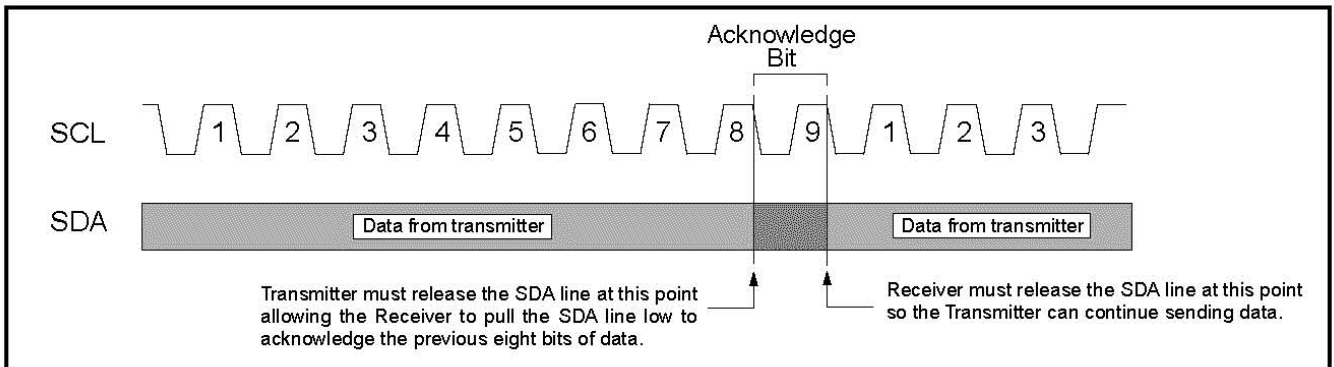 Acknowledge
Bit
SCL
1 2 3 4 5 6 7 8 9 1 2 3
SDA
Data from transmitter
Data from transmitter
Transmitter must release the SDA line at this point
allowing the Receiver to pull the SDA line low to
acknowledge the previous eight bits of data.
Receiver must release the SDA line at this point
so the Transmitter can continue sending data.